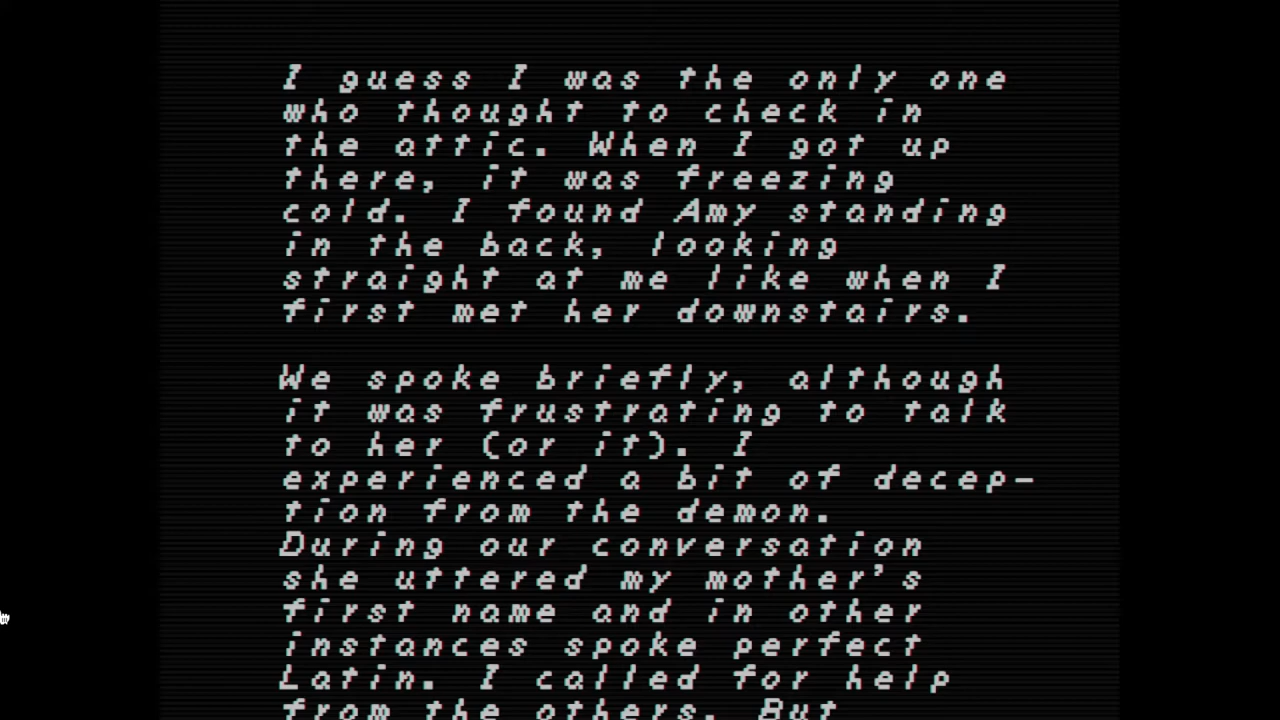 I guess I was the only one
who thought to check in
the attic. When I got up
there, it was freezing
cold. I found Amy standing
in the back, looking
straight at me like when I
first met her downstairs.
We spoke briefly, although
it was frustrating to talk
to her (or it). I
experienced a bit of decep-
tion from the demon.
During our conversation
she uttered my mother's
first name and in other
instances spoke perfect
Latin. I called for help
from the others. But